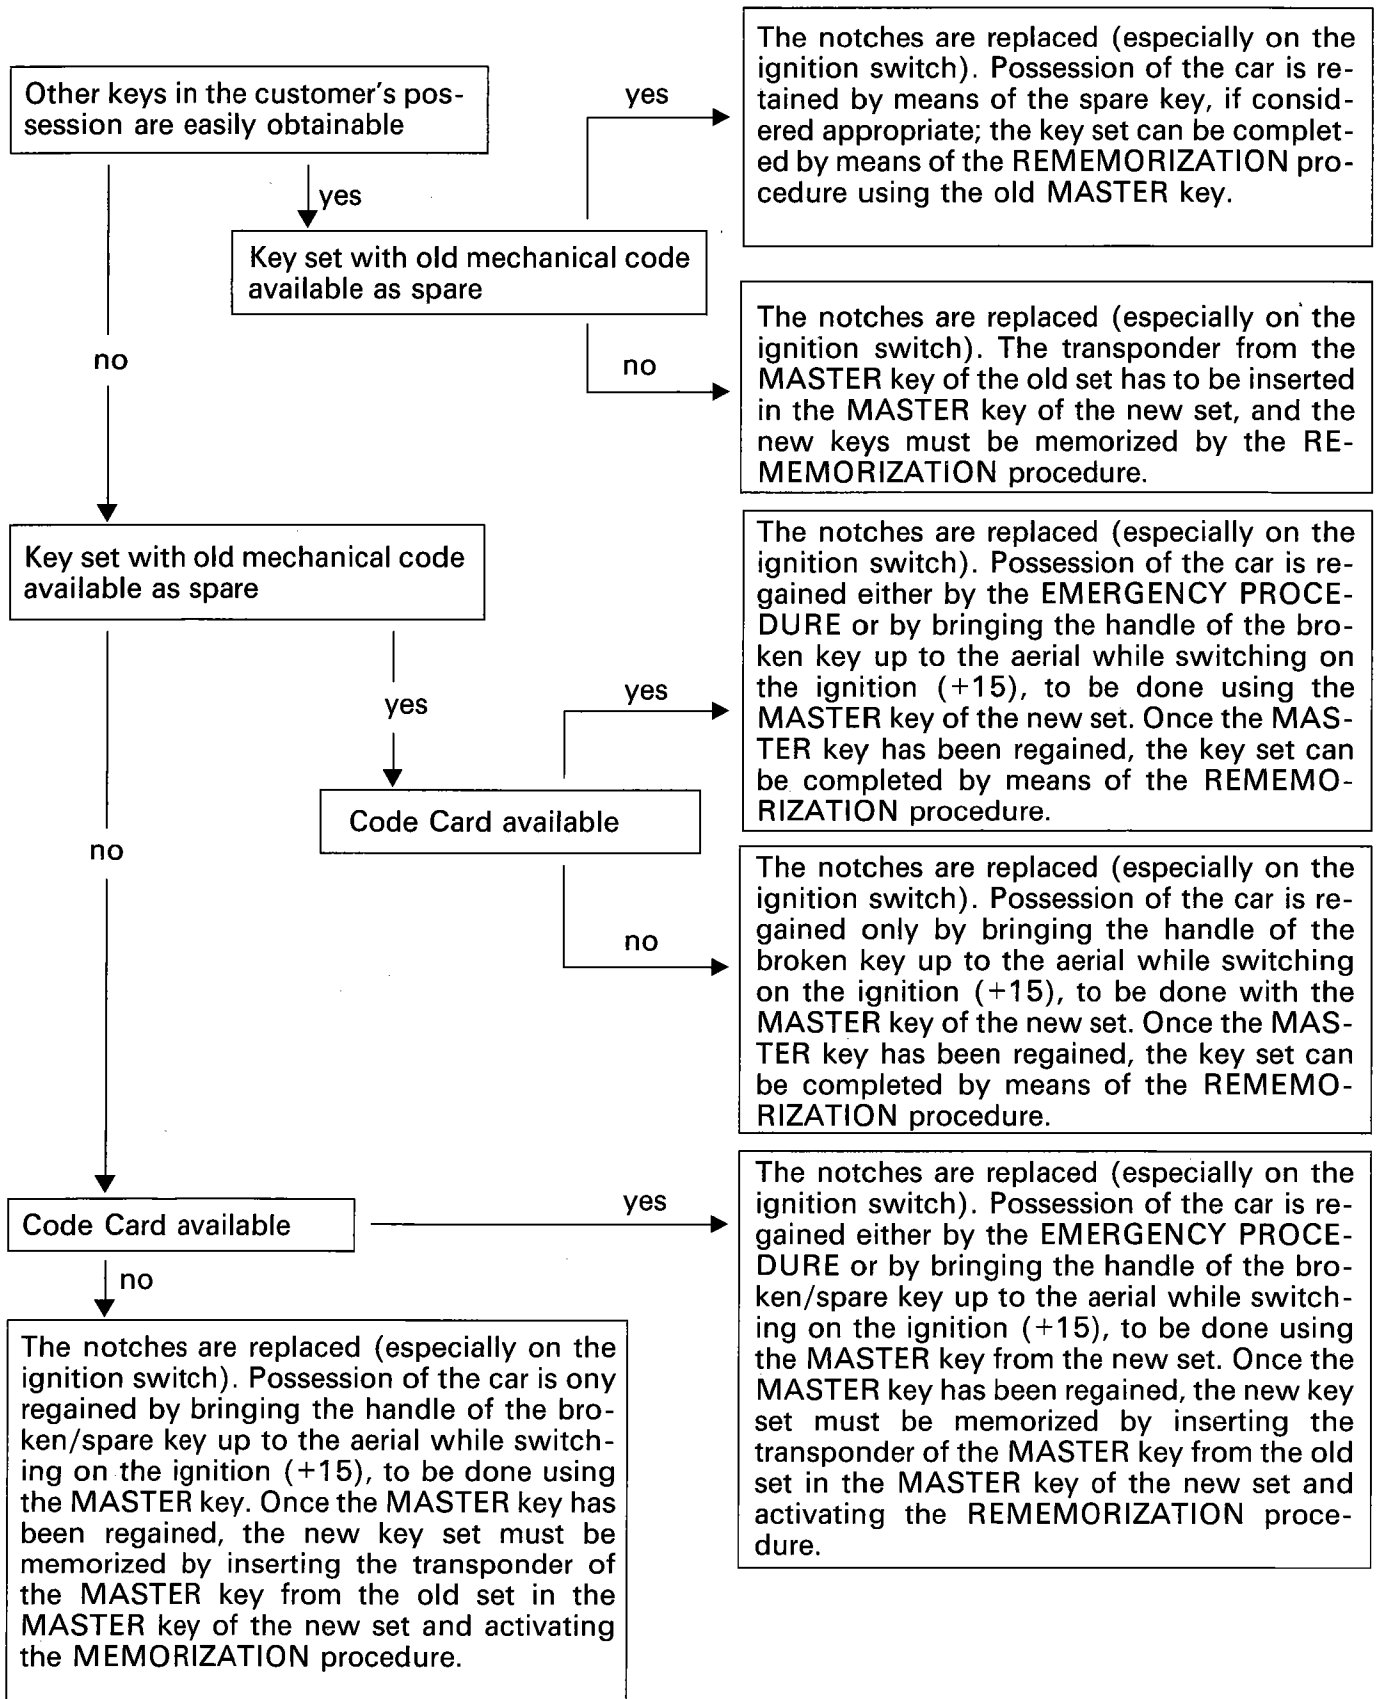 Other keys in the customer's pos-
session are easily obtainable
yes
Key set with old mechanical code
available as spare
yes
The notches are replaced (especially on the
ignition switch). Possession of the car is re-
tained by means of the spare key, if consid-
ered appropriate; the key set can be complet-
ed by means of the REMEMORIZATION pro-
cedure using the old MASTER key.
no
The notches are replaced (especially on the
ignition switch). The transponder from the
MASTER key of the old set has to be inserted
in the MASTER key of the new set, and the
new keys must be memorized by the RE-
MEMORIZATION procedure.
no
Key set with old mechanical code
available as spare
yes
Code Card available
yes
The notches are replaced (especially on the
ignition switch). Possession of the car is re-
gained either by the EMERGENCY PROCE-
DURE or by bringing the handle of the bro-
ken key up to the aerial while switching on
the ignition (+15), to be done using the
MASTER key of the new set. Once the MAS-
TER key has been regained, the key set can
be completed by means of the REMEMO-
RIZATION procedure.
no
The notches are replaced (especially on the
ignition switch). Possession of the car is re-
gained only by bringing the handle of the
broken key up to the aerial while switching
on the ignition (+15), to be done with the
MASTER key of the new set. Once the MAS-
TER key has been regained, the key set can
be completed by means of the REMEMO-
RIZATION procedure.
no
Code Card available
yes
The notches are replaced (especially on the
ignition switch). Possession of the car is re-
gained either by the EMERGENCY PROCE-
DURE or by bringing the handle of the bro-
ken/spare key up to the aerial while switch-
ing on the ignition (+15), to be done using
the MASTER key from the new set. Once the
MASTER key has been regained, the new key
set must be memorized by inserting the
transponder of the MASTER key from the old
set in the MASTER key of the new set and
activating the REMEMORIZATION proce-
dure.
no
The notches are replaced (especially on the
ignition switch). Possession of the car is ony
regained by bringing the handle of the bro-
ken/spare key up to the aerial while switch-
ing on the ignition (+15), to be done using
the MASTER key. Once the MASTER key has
been regained, the new key set must be
memorized by inserting the transponder of
the MASTER key from the old set in the
MASTER key of the new set and activating
the MEMORIZATION procedure.